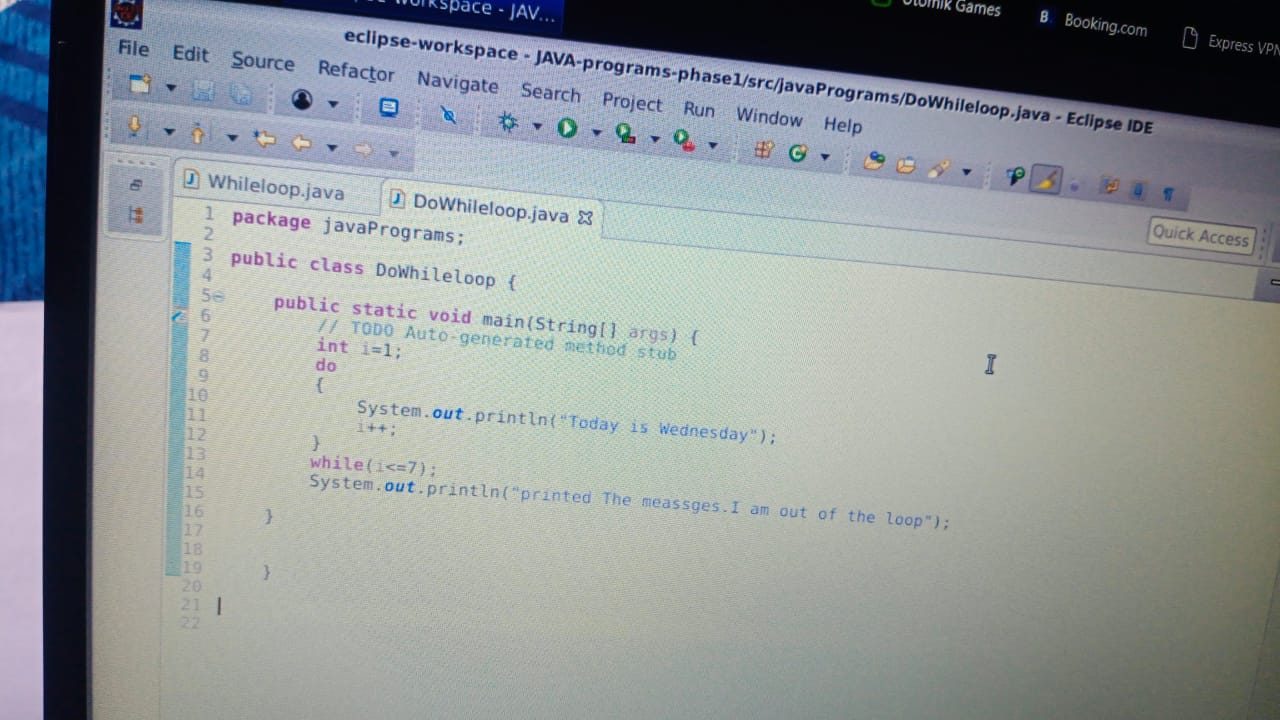 eclipse-workspace - JAV...
Utomik Games
B. Booking.com
Express VPN
eclipse-workspace - JAVA-programs-phase1/src/javaPrograms/DoWhileloop.java - Eclipse IDE
File Edit Source Refactor Navigate Search Project Run Window Help
Quick Access
Whileloop.java DoWhileloop.java
1 package javaPrograms;
2
3 public class DoWhileloop {
4
5 public static void main(String[] args) {
6 // TODO Auto-generated method stub
7 int i=1;
8 do
9 {
10 System.out.println("Today is Wednesday");
11 i++;
12 }
13 while(i<=7);
14 System.out.println("printed The meassges.I am out of the loop");
15
16 }
17
18
19 }
20
21
22